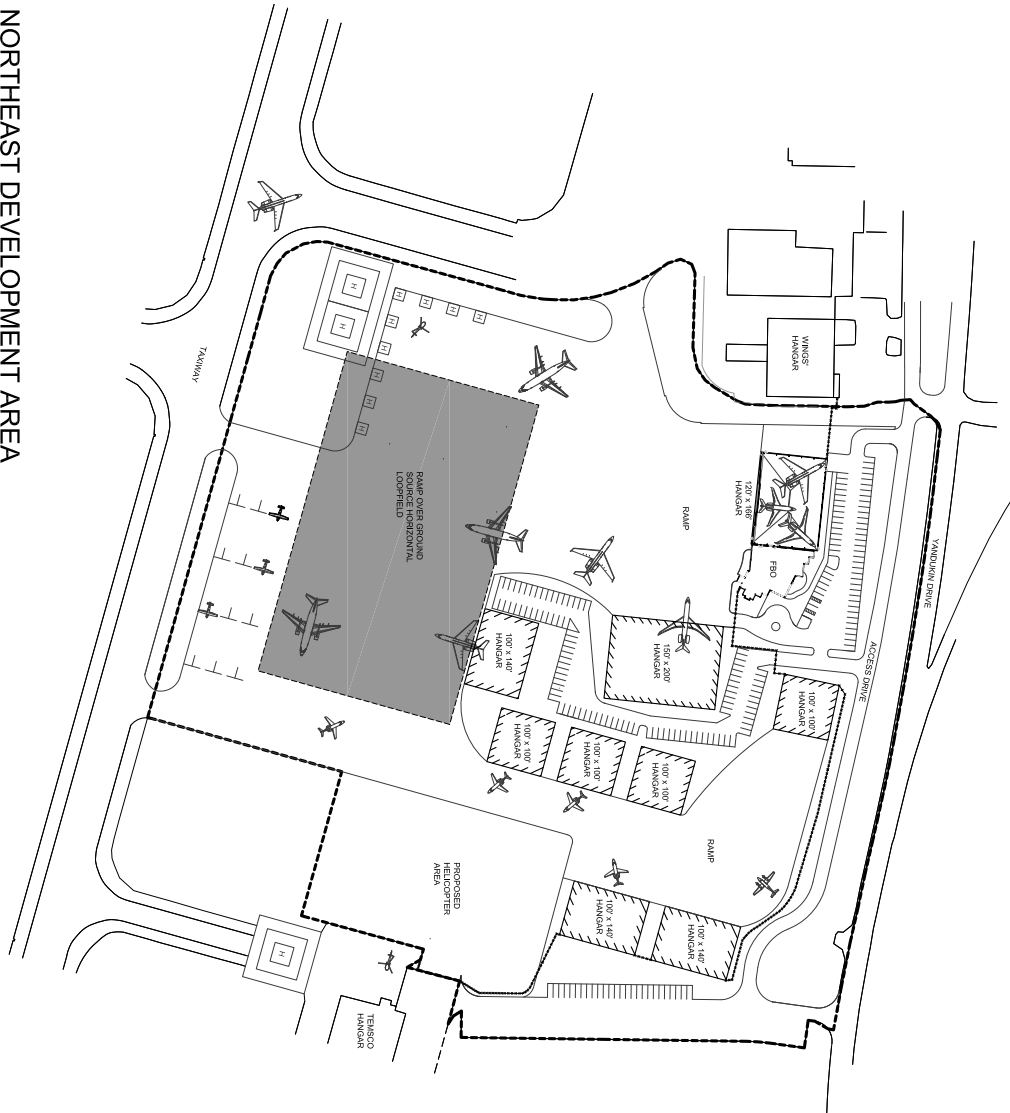 NORTHEAST DEVELOPMENT AREA
WINGS'
HANGAR
YANDUKIN DRIVE
ACCESS DRIVE
120' x 166'
HANGAR
FBO
RAMP
100' x 100'
HANGAR
150' x 200'
HANGAR
RAMP
100' x 100'
HANGAR
100' x 100'
HANGAR
100' x 100'
HANGAR
100' x 140'
HANGAR
100' x 140'
HANGAR
100' x 140'
HANGAR
RAMP OVER GROUND
SOURCE HORIZONTAL
LOOPFIELD
PROPOSED
HELICOPTER
AREA
TEMSCO
HANGAR
TAXIWAY
H
H
H
H
H
H
H
H
H
H
H
H